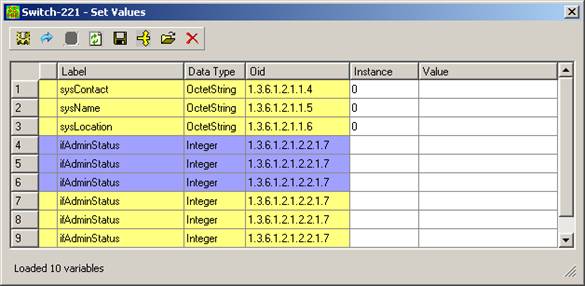 Switch-221 - Set Values
Label Data Type Oid Instance Value
1 sysContact OctetString 1.3.6.1.2.1.1.4 0
2 sysName OctetString 1.3.6.1.2.1.1.5 0
3 sysLocation OctetString 1.3.6.1.2.1.1.6 0
4 ifAdminStatus Integer 1.3.6.1.2.1.2.2.1.7
5 ifAdminStatus Integer 1.3.6.1.2.1.2.2.1.7
6 ifAdminStatus Integer 1.3.6.1.2.1.2.2.1.7
7 ifAdminStatus Integer 1.3.6.1.2.1.2.2.1.7
8 ifAdminStatus Integer 1.3.6.1.2.1.2.2.1.7
9 ifAdminStatus Integer 1.3.6.1.2.1.2.2.1.7
Loaded 10 variables